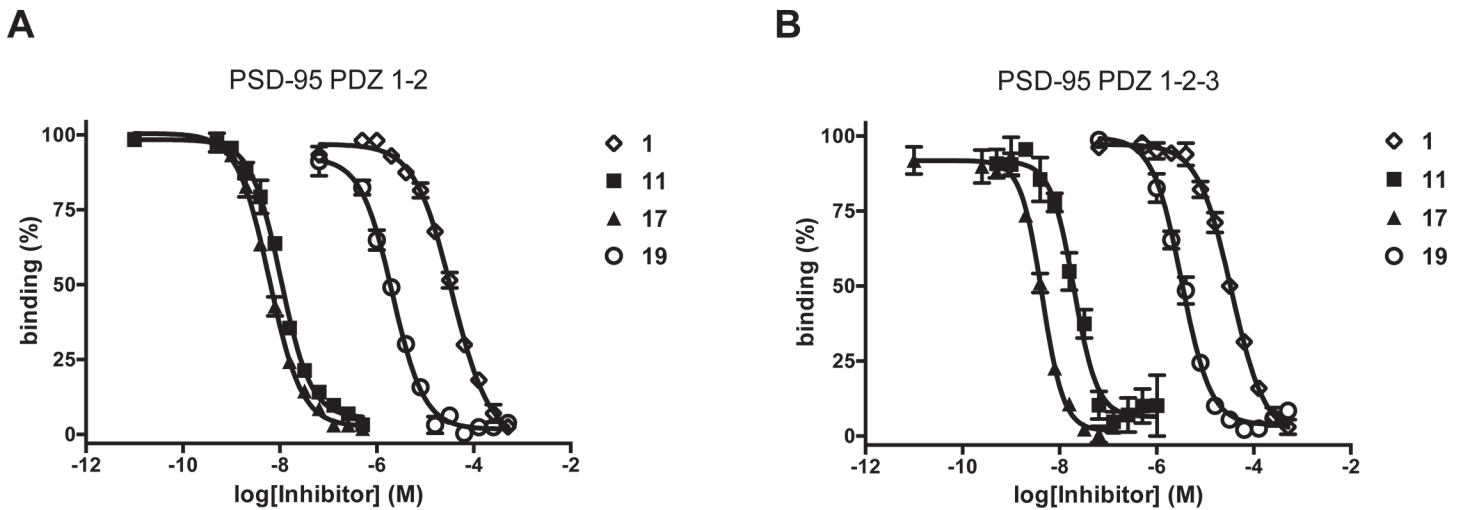 A
PSD-95 PDZ 1-2
100
75
50
25
0
binding (%)
-12 -10 -8 -6 -4 -2
log[Inhibitor] (M)
1
11
17
19
B
PSD-95 PDZ 1-2-3
100
75
50
25
0
binding (%)
-12 -10 -8 -6 -4 -2
log[Inhibitor] (M)
1
11
17
19